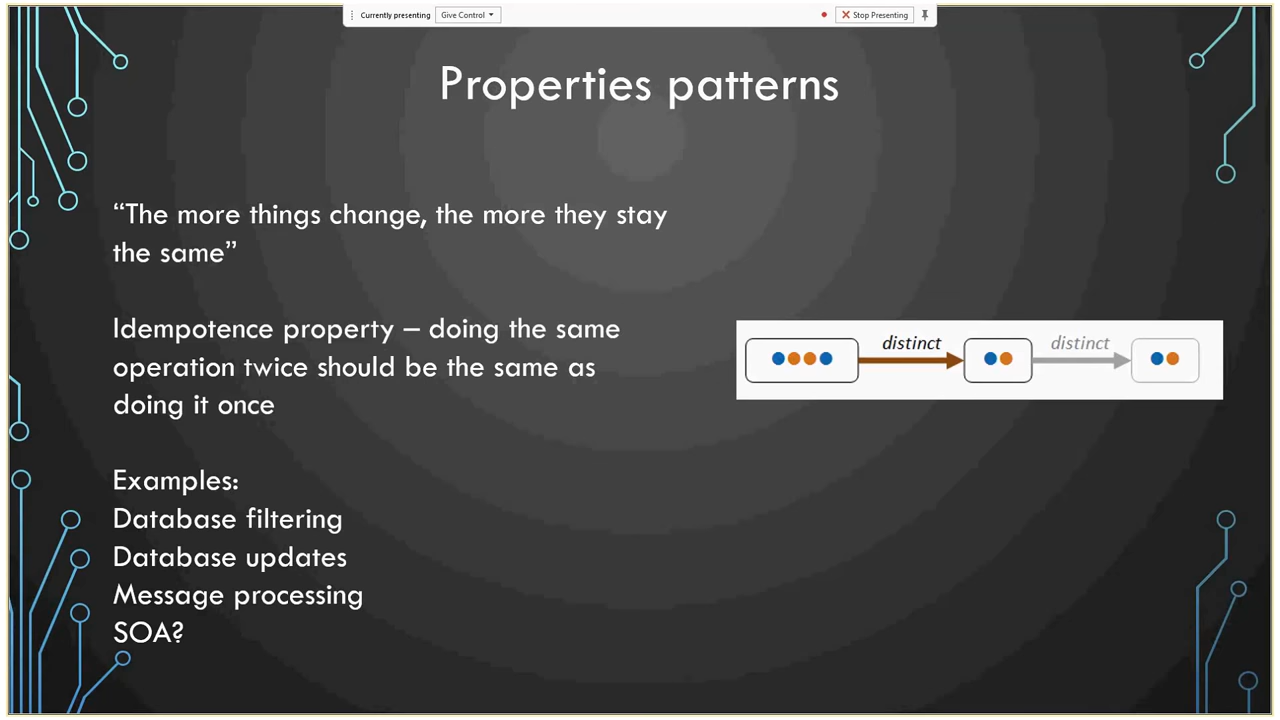 Currently presenting Give Control Stop Presenting
Properties patterns
“The more things change, the more they stay
the same”
Idempotence property – doing the same
operation twice should be the same as
doing it once
distinct distinct
Examples:
Database filtering
Database updates
Message processing
SOA?